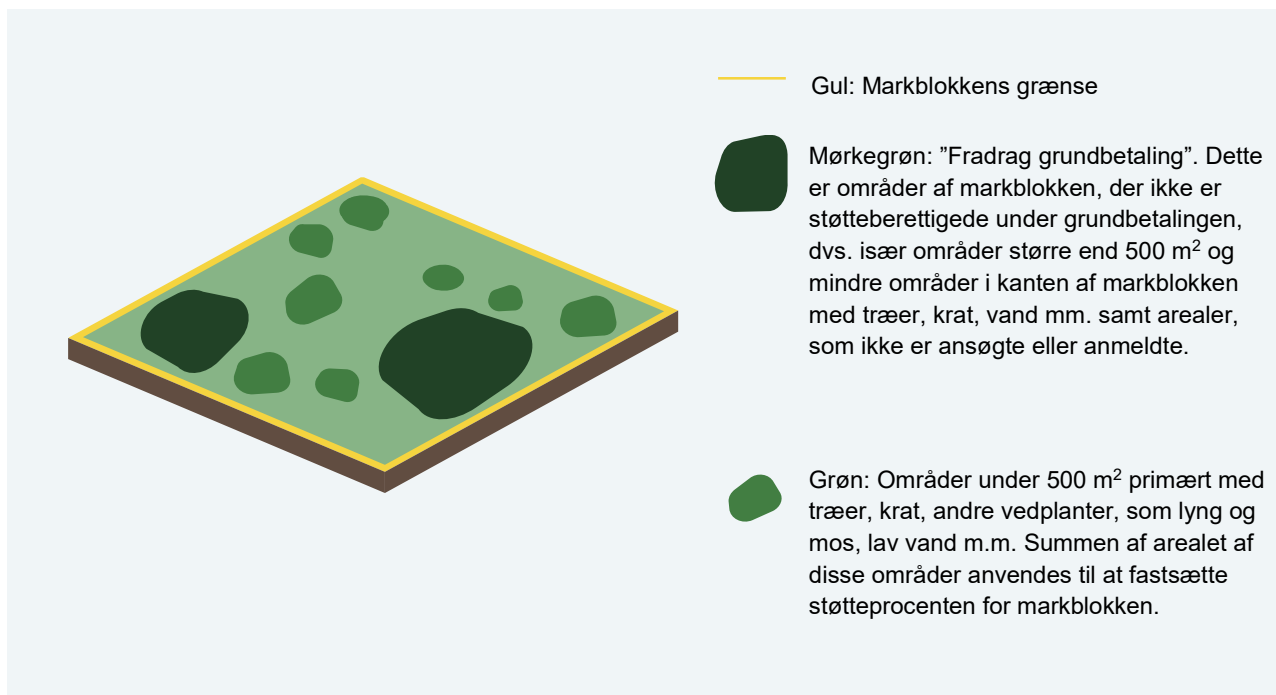 Gul: Markblokkens grænse
Mørkegrøn: ”Fradrag grundbetaling”. Dette
er områder af markblokken, der ikke er
støtteberettigede under grundbetalingen,
dvs. især områder større end 500 m² og
mindre områder i kanten af markblokken
med træer, krat, vand mm. samt arealer,
som ikke er ansøgte eller anmeldte.
Grøn: Områder under 500 m² primært med
træer, krat, andre vedplanter, som lyng og
mos, lav vand m.m. Summen af arealet af
disse områder anvendes til at fastsætte
støtteprocenten for markblokken.